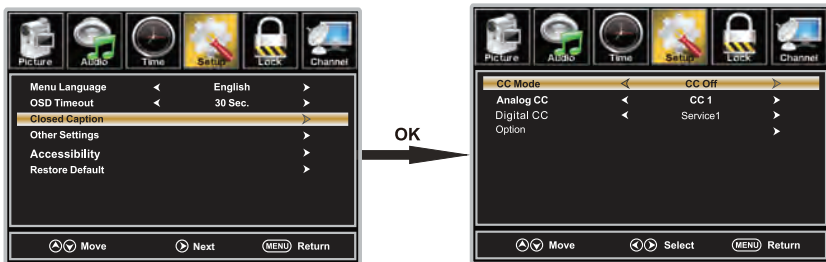 Picture Audio Time Setup Lock Channel
Menu Language English
OSD Timeout 30 Sec.
Closed Caption
Other Settings
Accessibility
Restore Default
Move Next MENU Return
OK
Picture Audio Time Setup Lock Channel
CC Mode CC Off
Analog CC CC 1
Digital CC Service1
Option
Move Select MENU Return